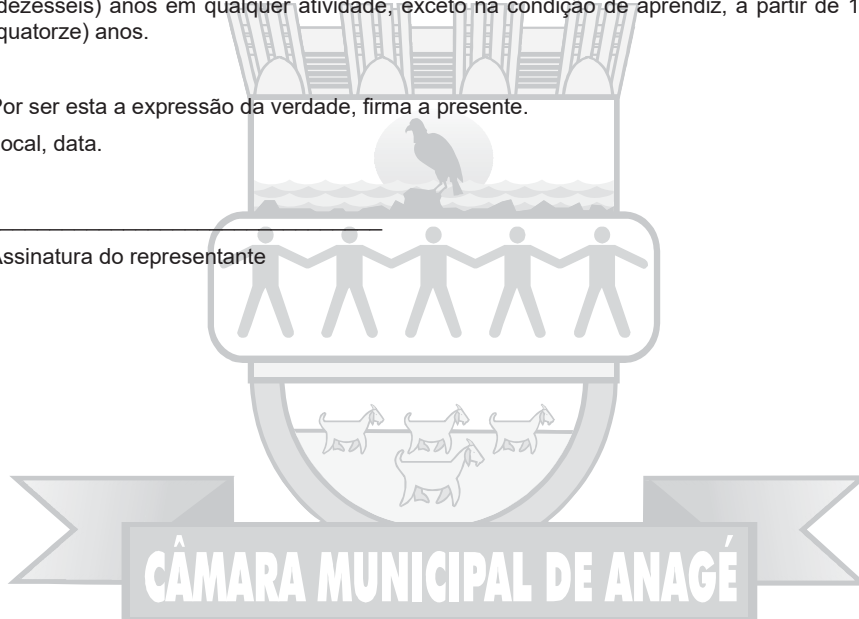 dezesseis) anos em qualquer atividade, exceto na condição de aprendiz, a partir de 1
quatorze) anos.
Por ser esta a expressão da verdade, firma a presente.
ocal, data.
Assinatura do representante
CÂMARA MUNICIPAL DE ANAGÉ